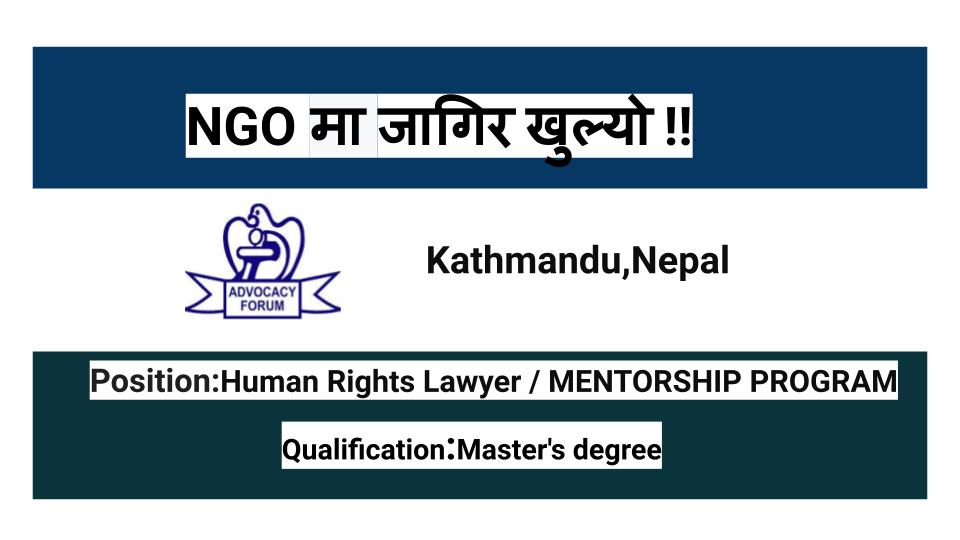 NGO मा जागिर खुल्यो !!
ADVOCACY
FORUM
Kathmandu,Nepal
Position:Human Rights Lawyer / MENTORSHIP PROGRAM
Qualification:Master's degree